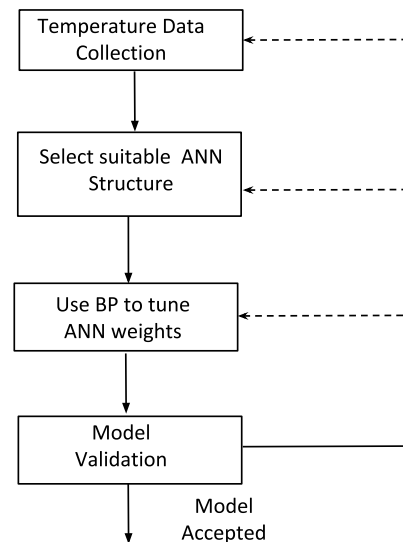 Temperature Data
Collection
Select suitable ANN
Structure
Use BP to tune
ANN weights
Model
Validation
Model
Accepted